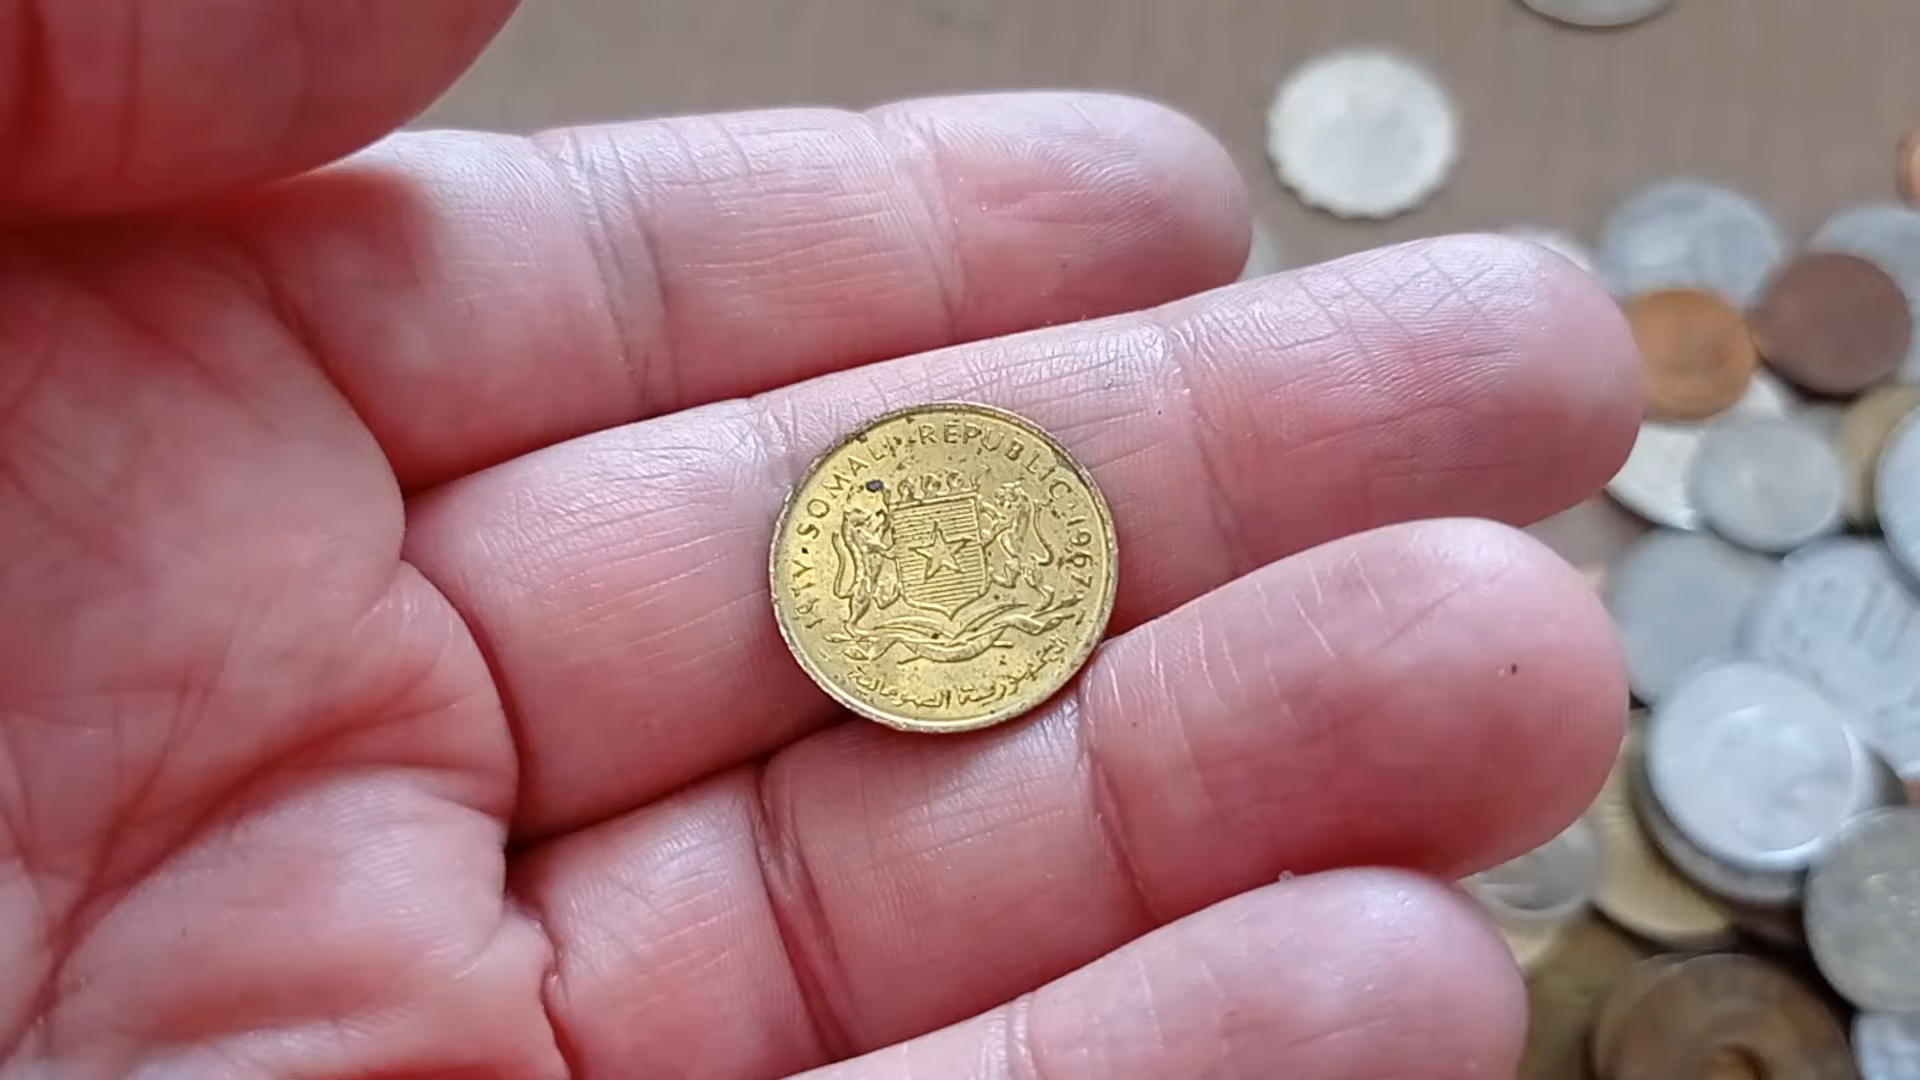 ١٩٦٧ · SOMALI REPUBLIC · 1967
الجمهورية الصومالية